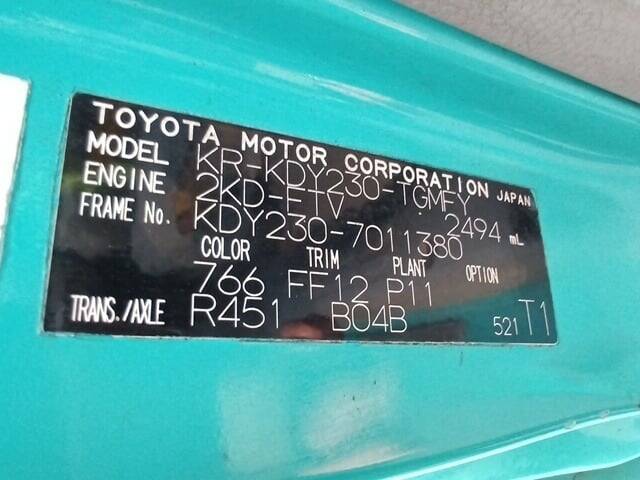 TOYOTA MOTOR CORPORATION JAPAN
MODEL KR-KDY230-TGMFY
ENGINE 2KD-FTV 2494 mL
FRAME No. KDY230-7011380
COLOR TRIM PLANT OPTION
766 FF12 P11
TRANS./AXLE R451 B04B 521 T1